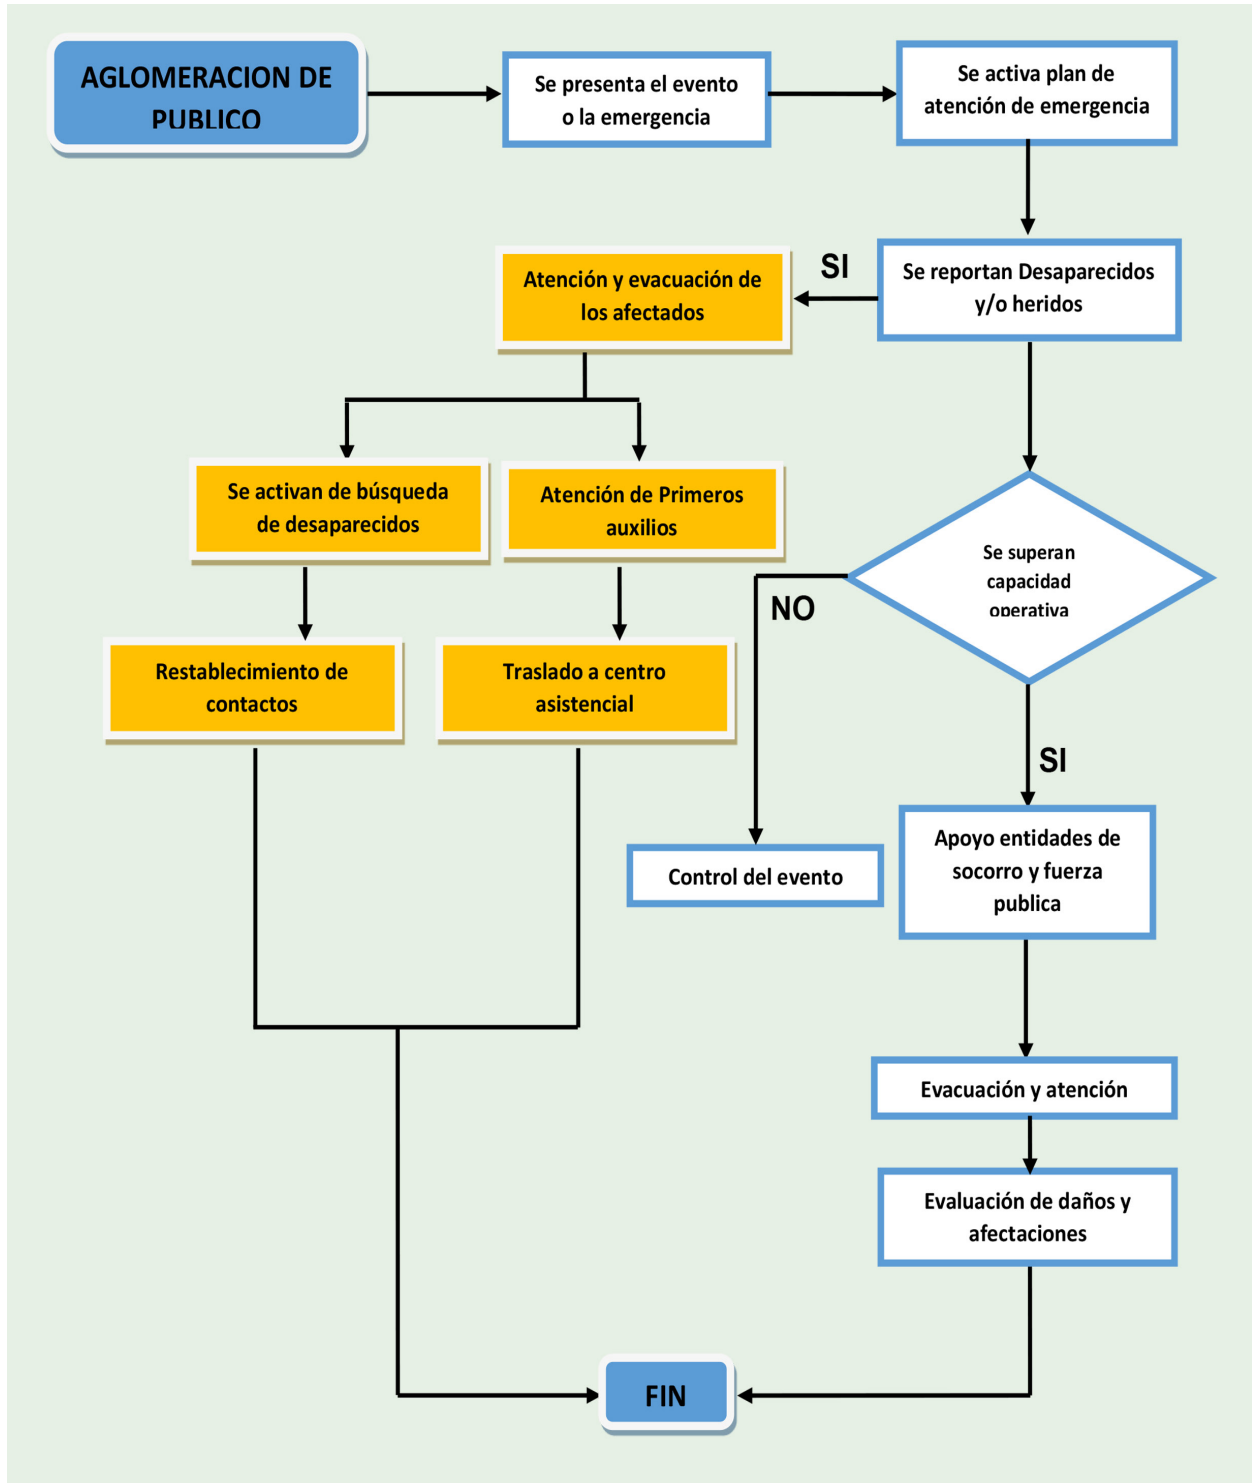 AGLOMERACION DE
PUBLICO
Se presenta el evento
o la emergencia
Se activa plan de
atención de emergencia
Se reportan Desaparecidos
y/o heridos
SI
Atención y evacuación de
los afectados
Se activan de búsqueda
de desaparecidos
Atención de Primeros
auxilios
Restablecimiento de
contactos
Traslado a centro
asistencial
Se superan
capacidad
operativa
NO
SI
Control del evento
Apoyo entidades de
socorro y fuerza
publica
Evacuación y atención
Evaluación de daños y
afectaciones
FIN